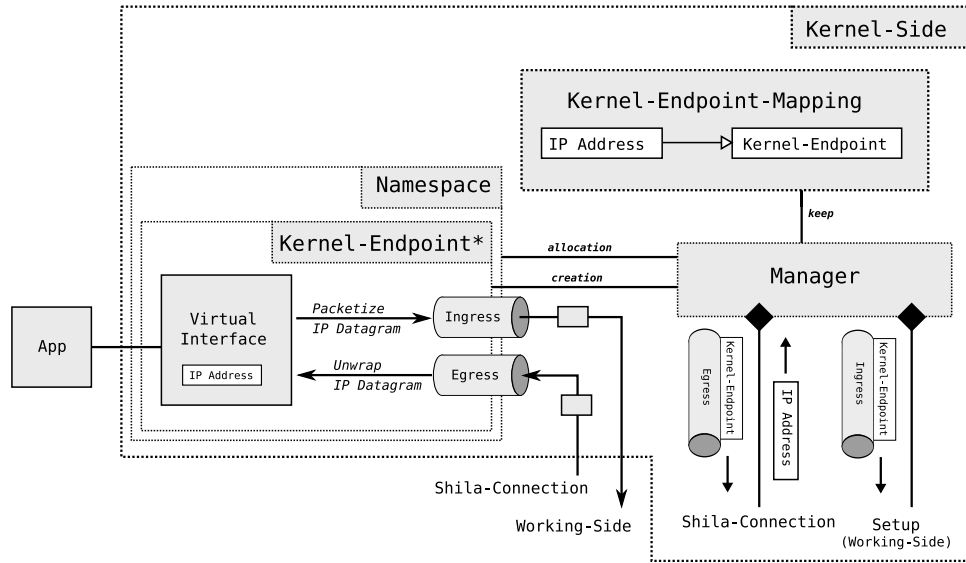 Kernel-Side
Kernel-Endpoint-Mapping
IP Address
Kernel-Endpoint
keep
Namespace
Kernel-Endpoint*
allocation
creation
Manager
App
Virtual
Interface
IP Address
Packetize
IP Datagram
Ingress
Unwrap
IP Datagram
Egress
Shila-Connection
Working-Side
Egress
Kernel-Endpoint
IP Address
Ingress
Kernel-Endpoint
Shila-Connection
Setup
(Working-Side)